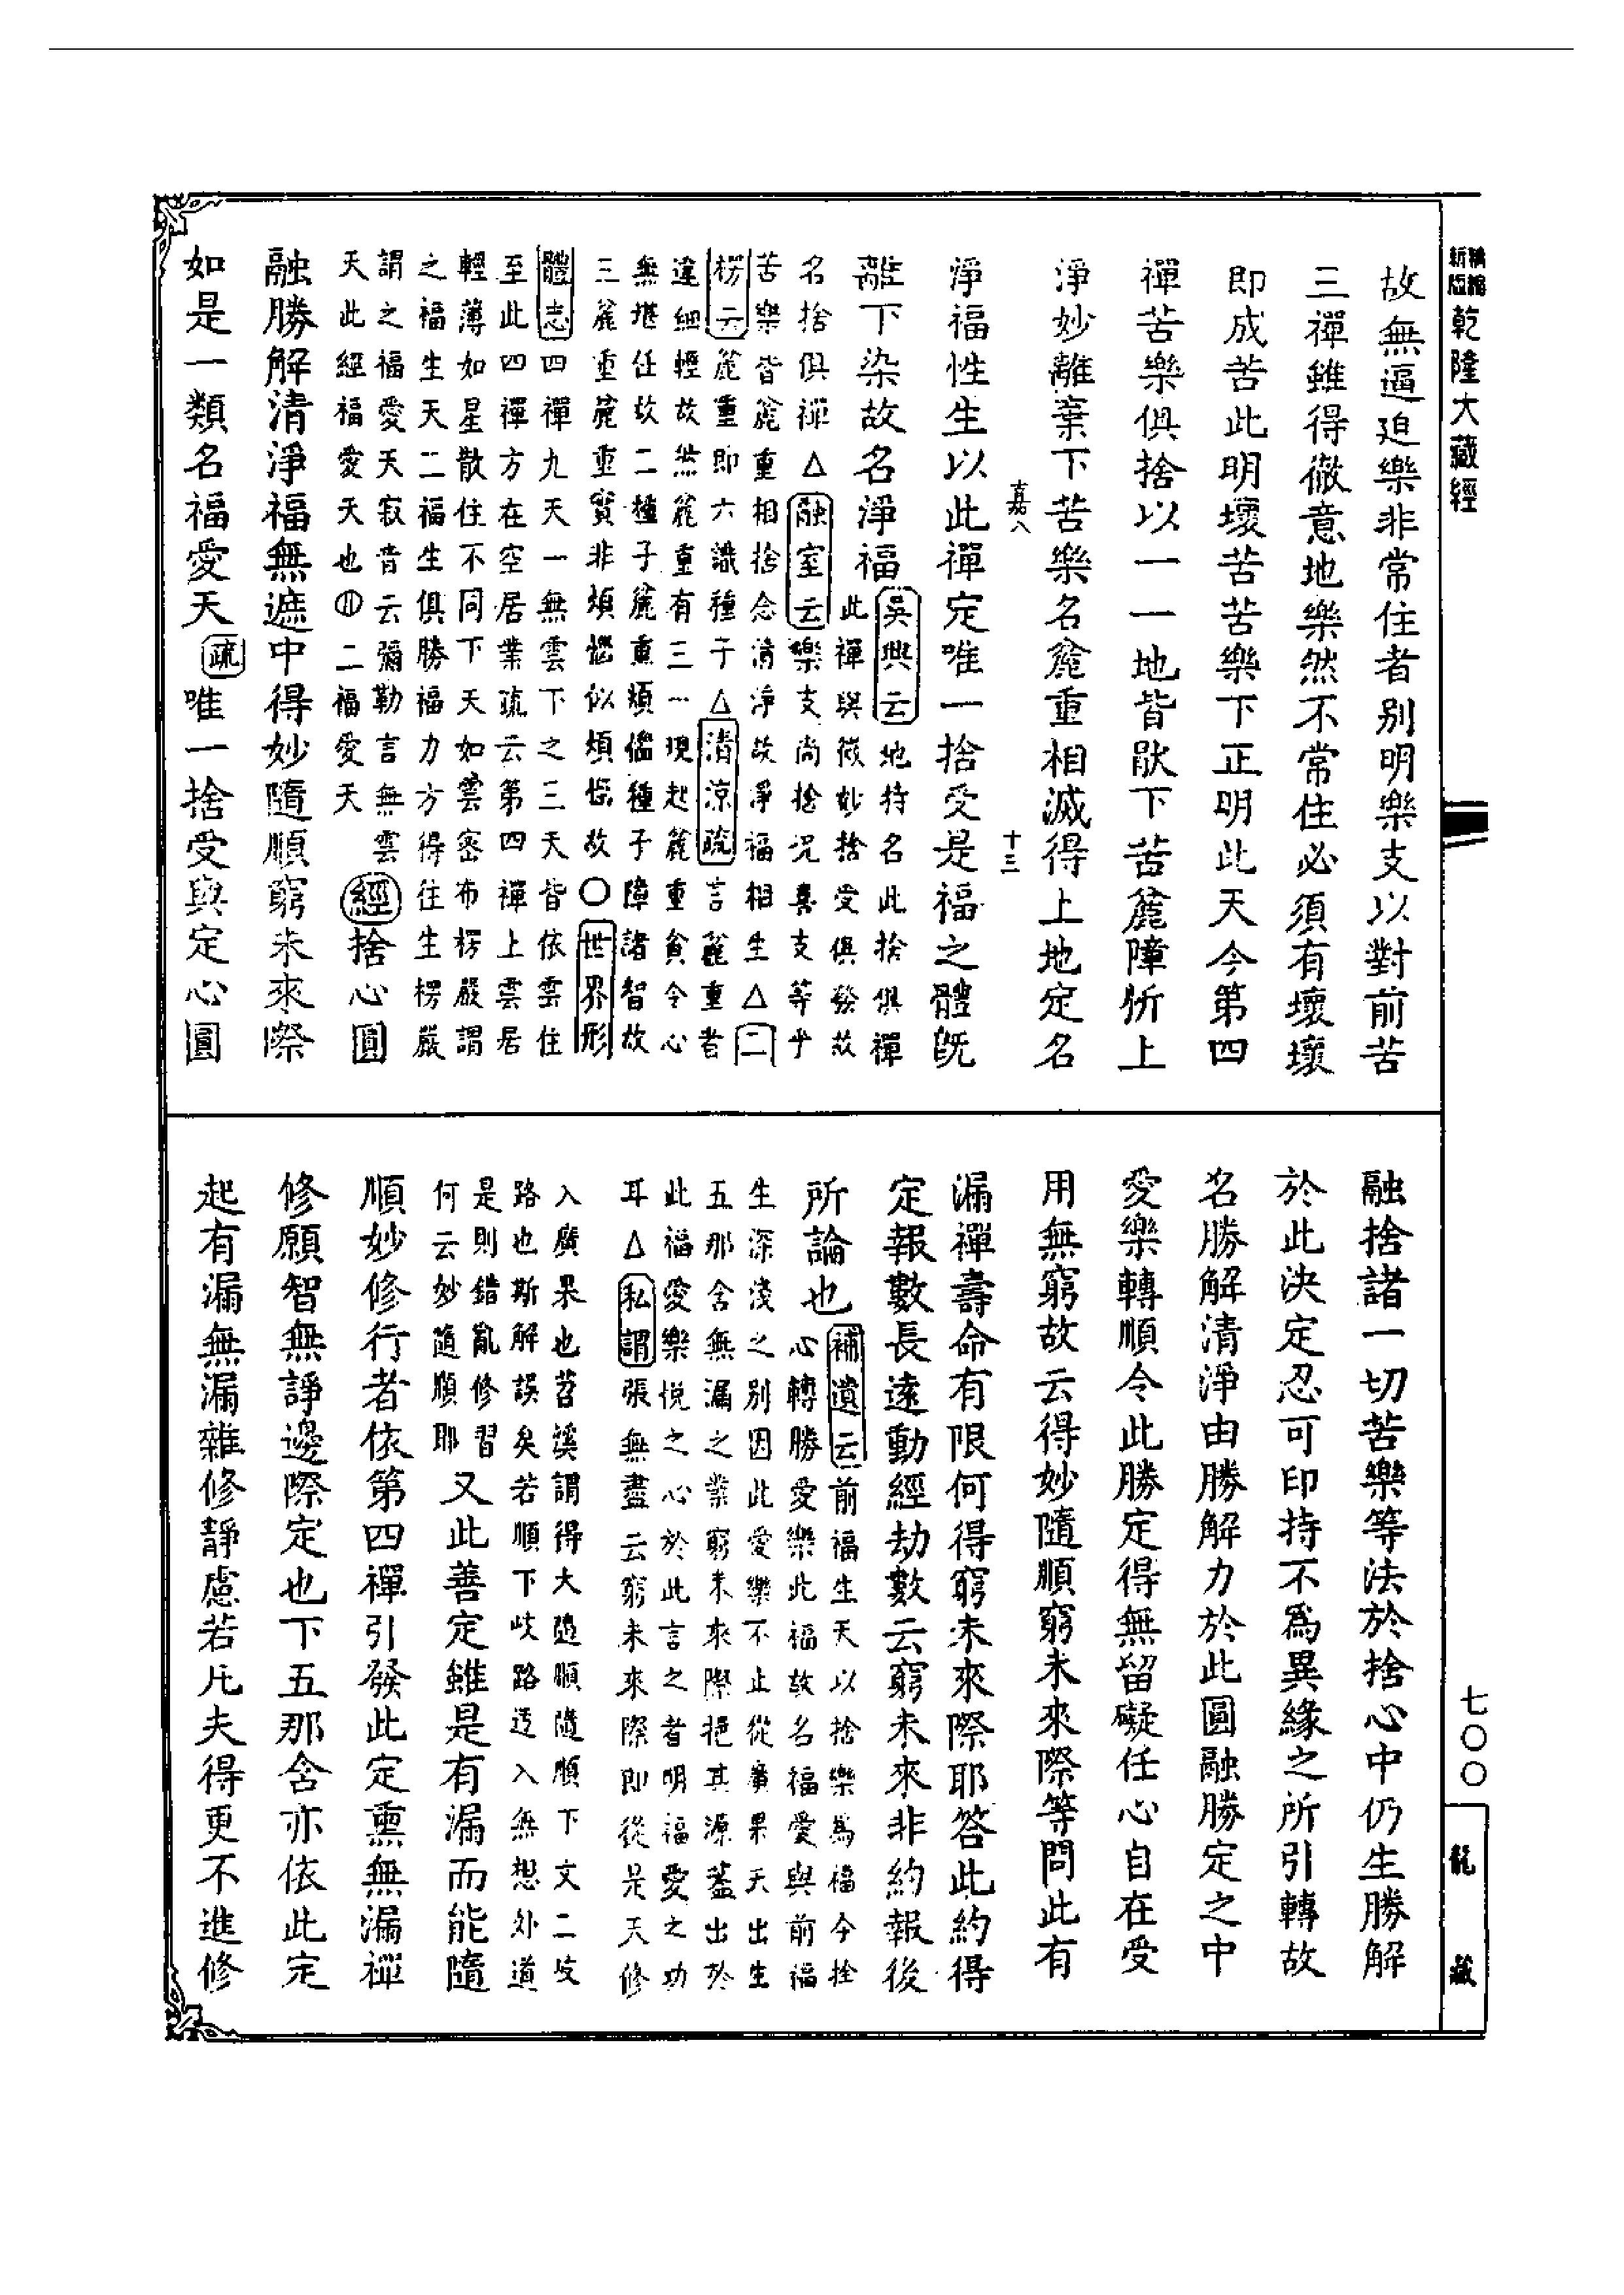 乾隆大藏經
七〇〇
龍藏
故無逼迫樂非常住者別明樂支以對前苦
三禪雖得徹意地樂然不常住必須有壞壞
即成苦此明壞苦苦樂下正明此天今第四
禪苦樂俱捨以一一地皆猒下苦麤障忻上
淨妙離棄下苦樂名麤重相滅得上地定名
嘉八 十三
淨福性生以此禪定唯一捨受是福之體旣
離下染故名淨福吳興云地特名此捨俱禪
此禪與微妙捨受俱發故
名捨俱禪△融室云樂支尚捨況喜支等乎
苦樂皆麤重相捨念清淨故淨福相生△二
楞云麤重即六識種子△清涼疏言麤重者
違細輕故然麤重有三一現起麤重貪令心
無堪任故二種子麤重煩惱種子障諸智故
三麤重麤重實非煩惱似煩惱故○世界形
體志四禪九天一無雲下之三天皆依雲住
至此四禪方在空居業疏云第四禪上雲居
輕薄如星散住不同下天如雲密布楞嚴謂
之福生天二福生俱勝福力方得往生楞嚴
謂之福愛天寂音云彌勒言無雲
天此經福愛天也二福愛天經捨心圓
融勝解清淨福無遮中得妙隨順窮未來際
如是一類名福愛天疏唯一捨受與定心圓
融捨諸一切苦樂等法於捨心中仍生勝解
於此決定忍可印持不爲異緣之所引轉故
名勝解清淨由勝解力於此圓融勝定之中
愛樂轉順令此勝定得無留礙任心自在受
用無窮故云得妙隨順窮未來際等問此有
漏禪壽命有限何得窮未來際耶答此約得
定報數長遠動經劫數云窮未來非約報後
所論也補遺云前福生天以捨樂爲福今捨
心轉勝愛樂此福故名福愛與前福
生深淺之別因此愛樂不止從廣果天出生
五那含無漏之業窮未來際挹其源蓋出於
此福愛樂悅之心於此言之者明福愛之功
耳△私謂張無盡云窮未來際即從是天修
入廣果也苕溪謂得大隨順隨順下文二歧
路也斯解誤矣若順下歧路逕入無想外道
是則錯亂修習
何云妙隨順耶又此善定雖是有漏而能隨
順妙修行者依第四禪引發此定熏無漏禪
修願智無諍邊際定也下五那含亦依此定
起有漏無漏雜修靜慮若凡夫得更不進修